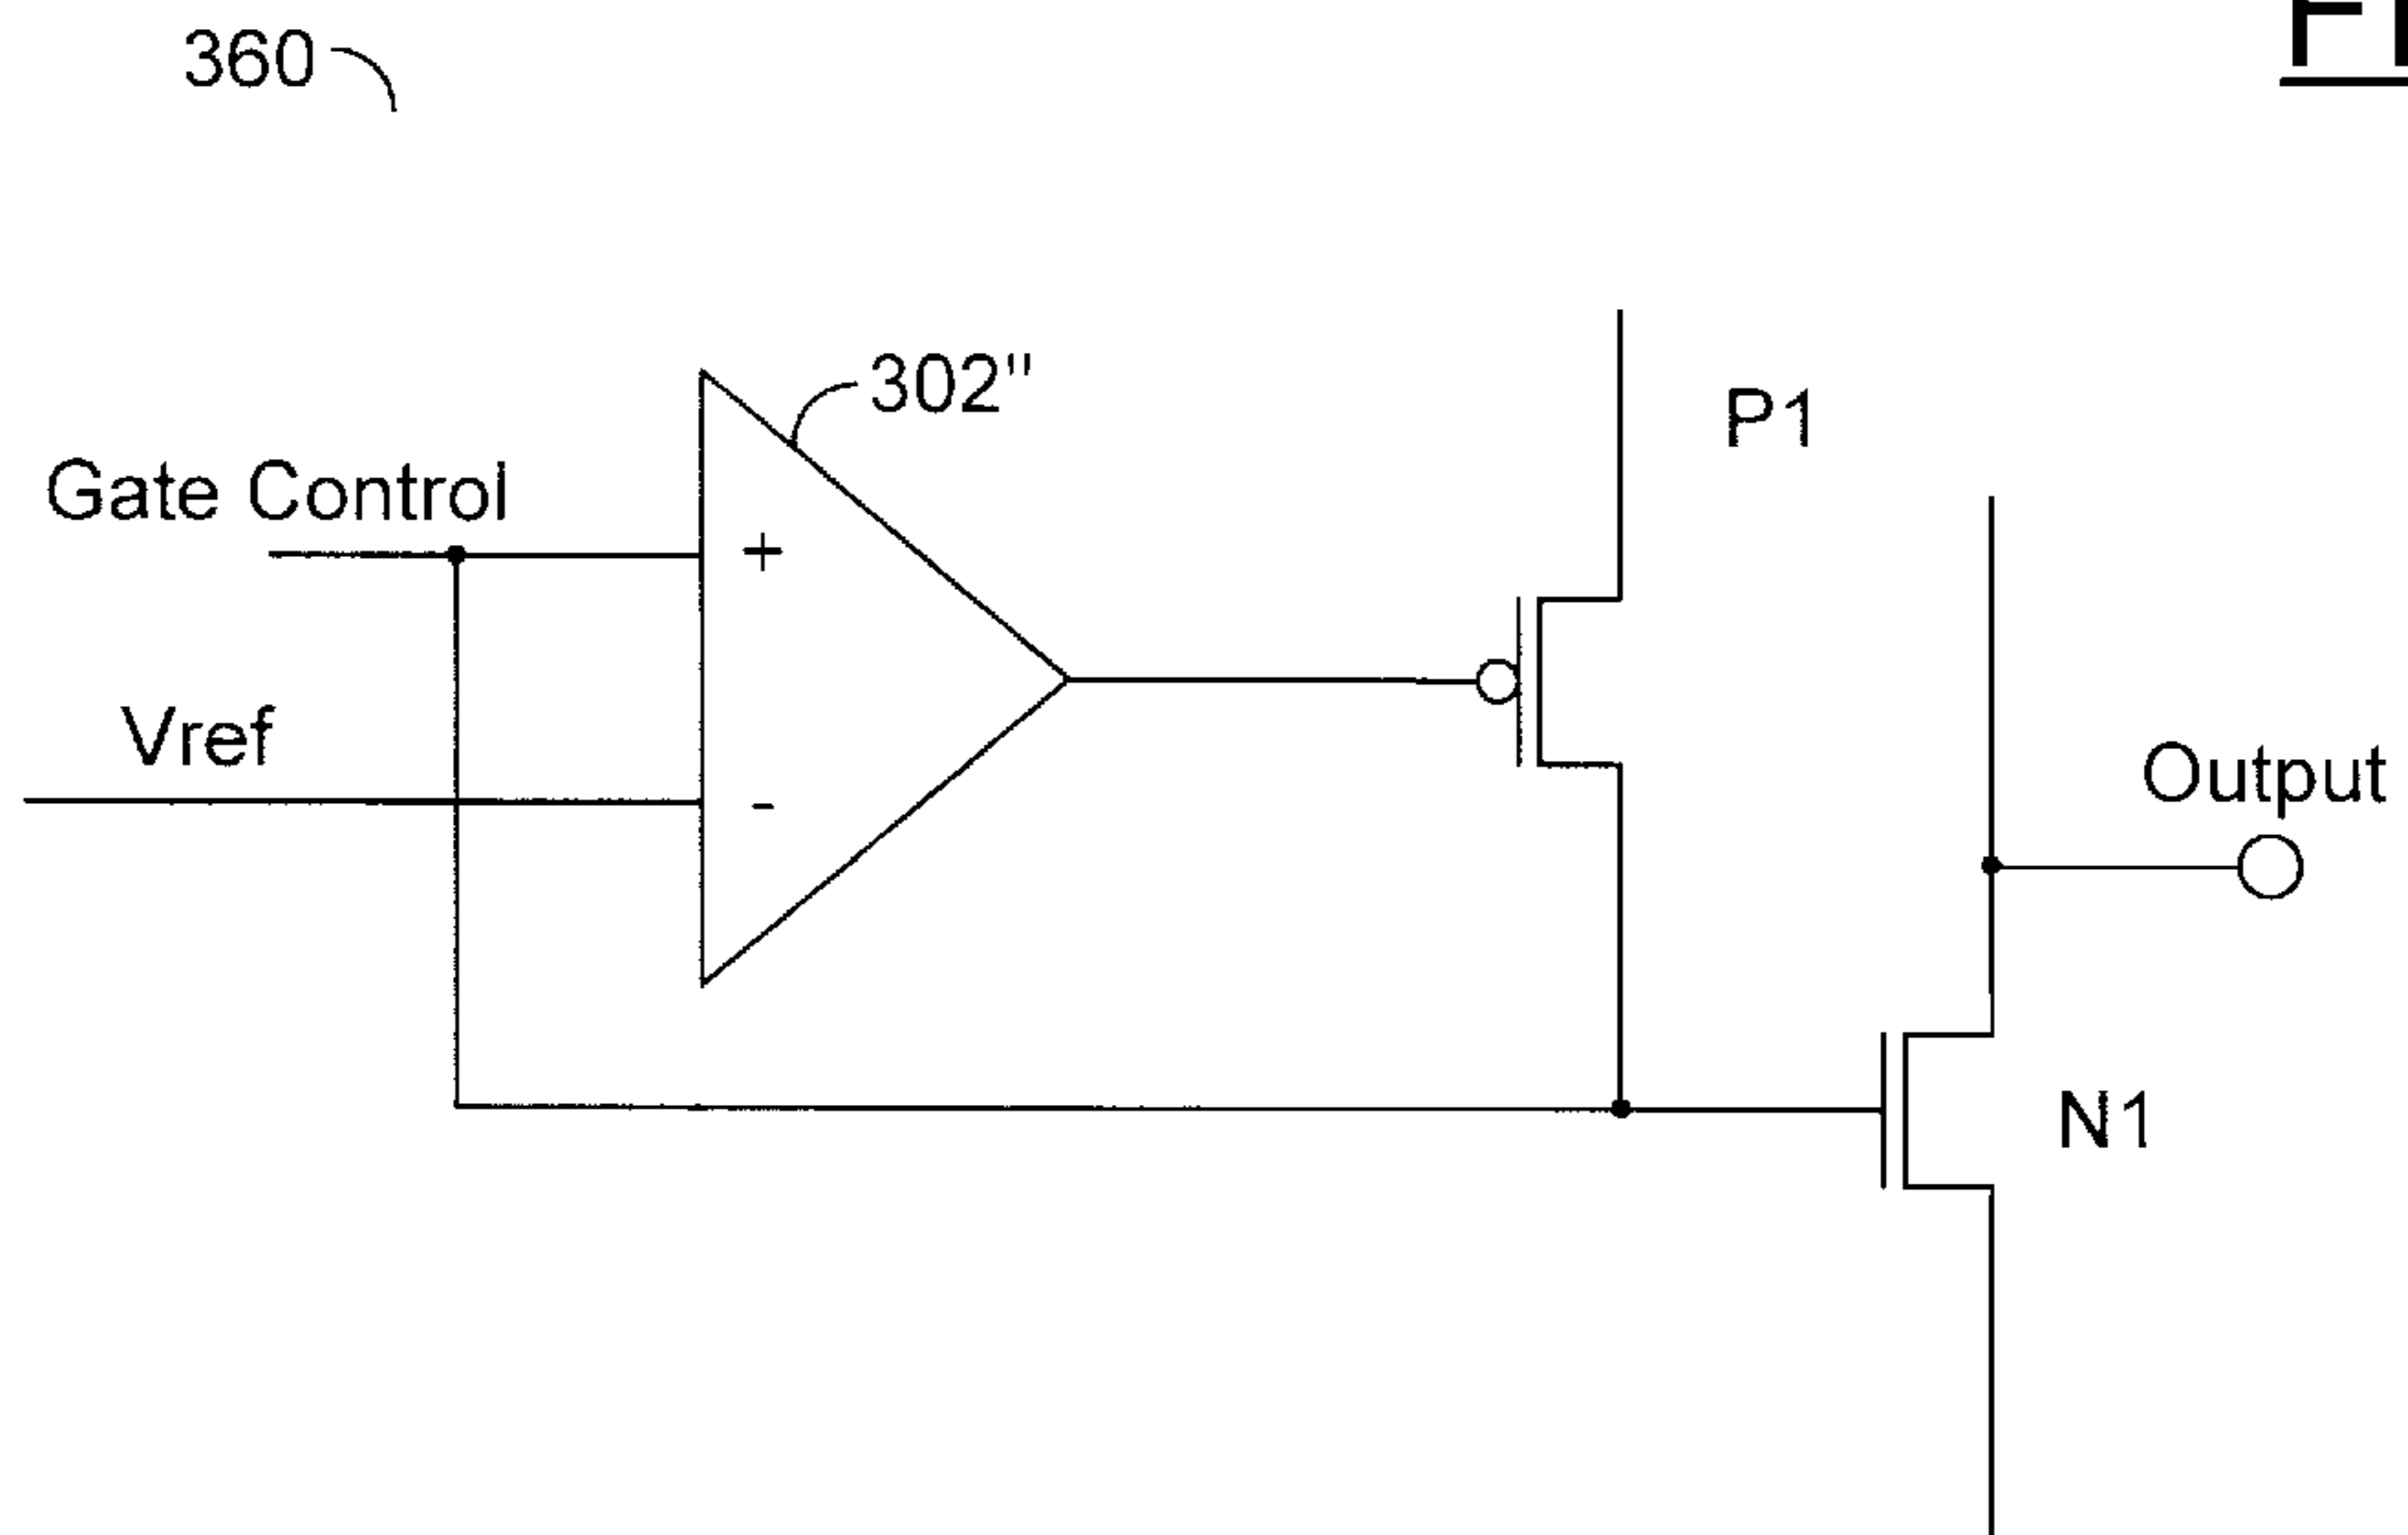 360
302"
P1
Gate Control
+
Vref
Output
-
N1